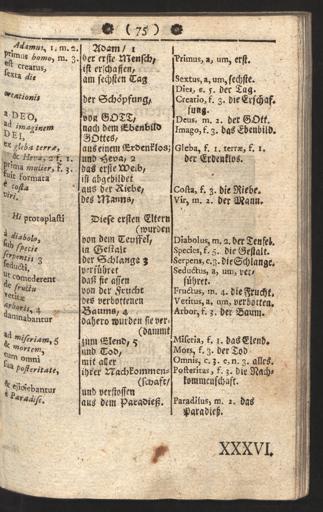 ( 75 )
Adamus, 1, m. 2.
primus homo, m. 3.
est crearus,
sexta die
creationis
a DEO,
ad imaginem
DEI,
ex gleba terræ,
& Heva, 2 f. 1.
prima mulier, f. 3.
fuit formata
e costa
viri.
Hi protoplasti
à diabolo,
sub specie
serpentis 3
seducti,
ut comederent
de fructu
vetitæ
arboris, 4
damnabantur
ad miseriam, 5
& mortem,
cum omni
sua posteritate,
& ejiciebantur
è Paradiso.
Adam/ 1
der erste Mensch,
ist erschaffen,
am sechsten Tag
der Schöpfung,
von GOTT,
nach dem Ebenbild
GOttes,
aus einem Erdenklos;
und Heva, 2
das erste Weib,
ist abgebildet
aus der Riebe,
des Manns,
Diese ersten Eltern
(wurden
von dem Teuffel,
in Gestalt
der Schlange 3
verführet
daß sie assen
von der Frucht
des verbottenen
Baums, 4
dahero wurden sie ver-
(dammt
zum Elend, 5
und Tod,
mit aller
ihrer Nachkommen-
(schaft/
und verstossen
aus dem Paradieß.
Primus, a, um, erst.
Sextus, a, um, sechste.
Dies, e. 5. der Tag.
Creatio, f. 3. die Erschaf-
fung.
Deus, m. 2. der GOtt.
Imago, f. 3. das Ebenbild.
Gleba, f. 1. terræ, f. 1.
der Erdenklos.
Costa, f. 3. die Riebe.
Vir, m. 2. der Mann.
Diabolus, m. 2. der Teufel.
Species, f. 5. die Gestalt.
Serpens, c. 3. die Schlange.
Seductus, a, um, ver-
führet.
Fructus, m. 4. die Frucht.
Vetitus, a, um, verbotten.
Arbor, f. 3. der Baum.
Miseria, f. 1. das Elend.
Mors, f. 3. der Tod
Omnis, c. 3. e. n. 3. alles.
Posteritas, f. 3. die Nach-
kommenschaft.
Paradisus, m. 2. das
Paradieß.
XXXVI.